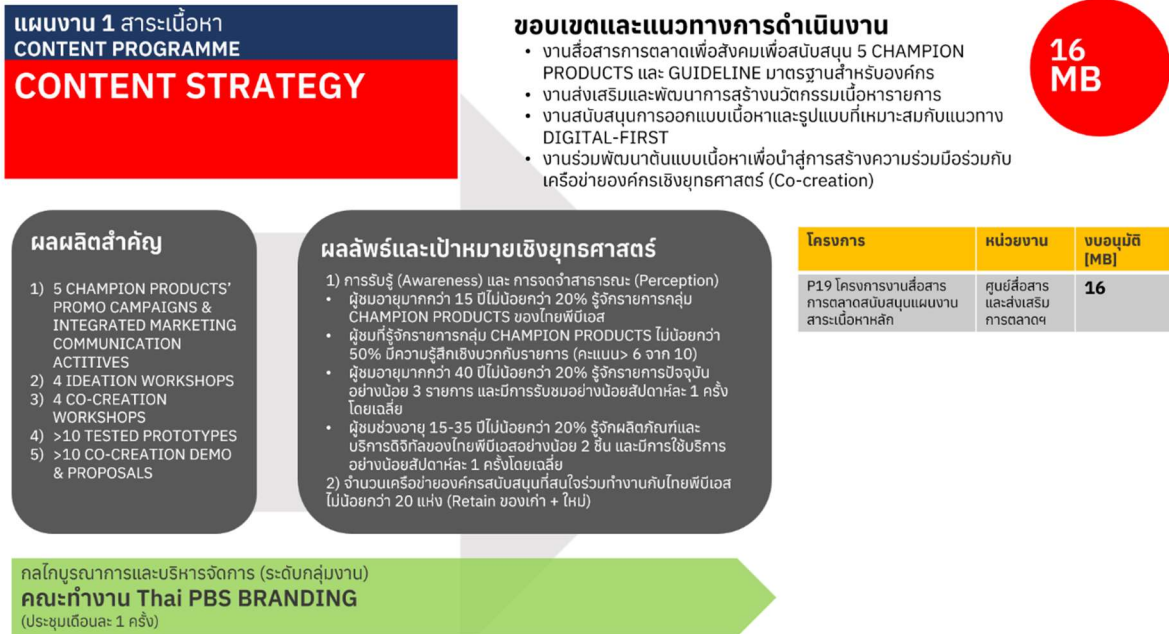 แผนงาน 1 สาระเนื้อหา
CONTENT PROGRAMME
CONTENT STRATEGY
ขอบเขตและแนวทางการดำเนินงาน
• งานสื่อสารการตลาดเพื่อสังคมเพื่อสนับสนุน 5 CHAMPION
PRODUCTS และ GUIDELINE มาตรฐานสำหรับองค์กร
• งานส่งเสริมและพัฒนาการสร้างนวัตกรรมเนื้อหารายการ
• งานสนับสนุนการออกแบบเนื้อหาและรูปแบบที่เหมาะสมกับแนวทาง
DIGITAL-FIRST
• งานร่วมพัฒนาต้นแบบเนื้อหาเพื่อนำสู่การสร้างความร่วมมือร่วมกับ
เครือข่ายองค์กรเชิงยุทธศาสตร์ (Co-creation)
16
MB
ผลผลิตสำคัญ
1) 5 CHAMPION PRODUCTS'
PROMO CAMPAIGNS &
INTEGRATED MARKETING
COMMUNICATION
ACTITIVES
2) 4 IDEATION WORKSHOPS
3) 4 CO-CREATION
WORKSHOPS
4) >10 TESTED PROTOTYPES
5) >10 CO-CREATION DEMO
& PROPOSALS
ผลลัพธ์และเป้าหมายเชิงยุทธศาสตร์
1) การรับรู้ (Awareness) และ การจดจำสาธารณะ (Perception)
• ผู้ชมอายุมากกว่า 15 ปีไม่น้อยกว่า 20% รู้จักรายการกลุ่ม
CHAMPION PRODUCTS ของไทยพีบีเอส
• ผู้ชมที่รู้จักรายการกลุ่ม CHAMPION PRODUCTS ไม่น้อยกว่า
50% มีความรู้สึกเชิงบวกกับรายการ (คะแนน> 6 จาก 10)
• ผู้ชมอายุมากกว่า 40 ปีไม่น้อยกว่า 20% รู้จักรายการปัจจุบัน
อย่างน้อย 3 รายการ และมีการรับชมอย่างน้อยสัปดาห์ละ 1 ครั้ง
โดยเฉลี่ย
• ผู้ชมช่วงอายุ 15-35 ปีไม่น้อยกว่า 20% รู้จักผลิตภัณฑ์และ
บริการดิจิทัลของไทยพีบีเอสอย่างน้อย 2 ชิ้น และมีการใช้บริการ
อย่างน้อยสัปดาห์ละ 1 ครั้งโดยเฉลี่ย
2) จำนวนเครือข่ายองค์กรสนับสนุนที่สนใจร่วมทำงานกับไทยพีบีเอส
ไม่น้อยกว่า 20 แห่ง (Retain ของเก่า + ใหม่)
โครงการ หน่วยงาน งบอนุมัติ
[MB]
P19 โครงการงานสื่อสาร ศูนย์สื่อสาร 16
การตลาดสนับสนุนแผนงาน และส่งเสริม
สาระเนื้อหาหลัก การตลาดฯ
กลไกบูรณาการและบริหารจัดการ (ระดับกลุ่มงาน)
คณะทำงาน Thai PBS BRANDING
(ประชุมเดือนละ 1 ครั้ง)